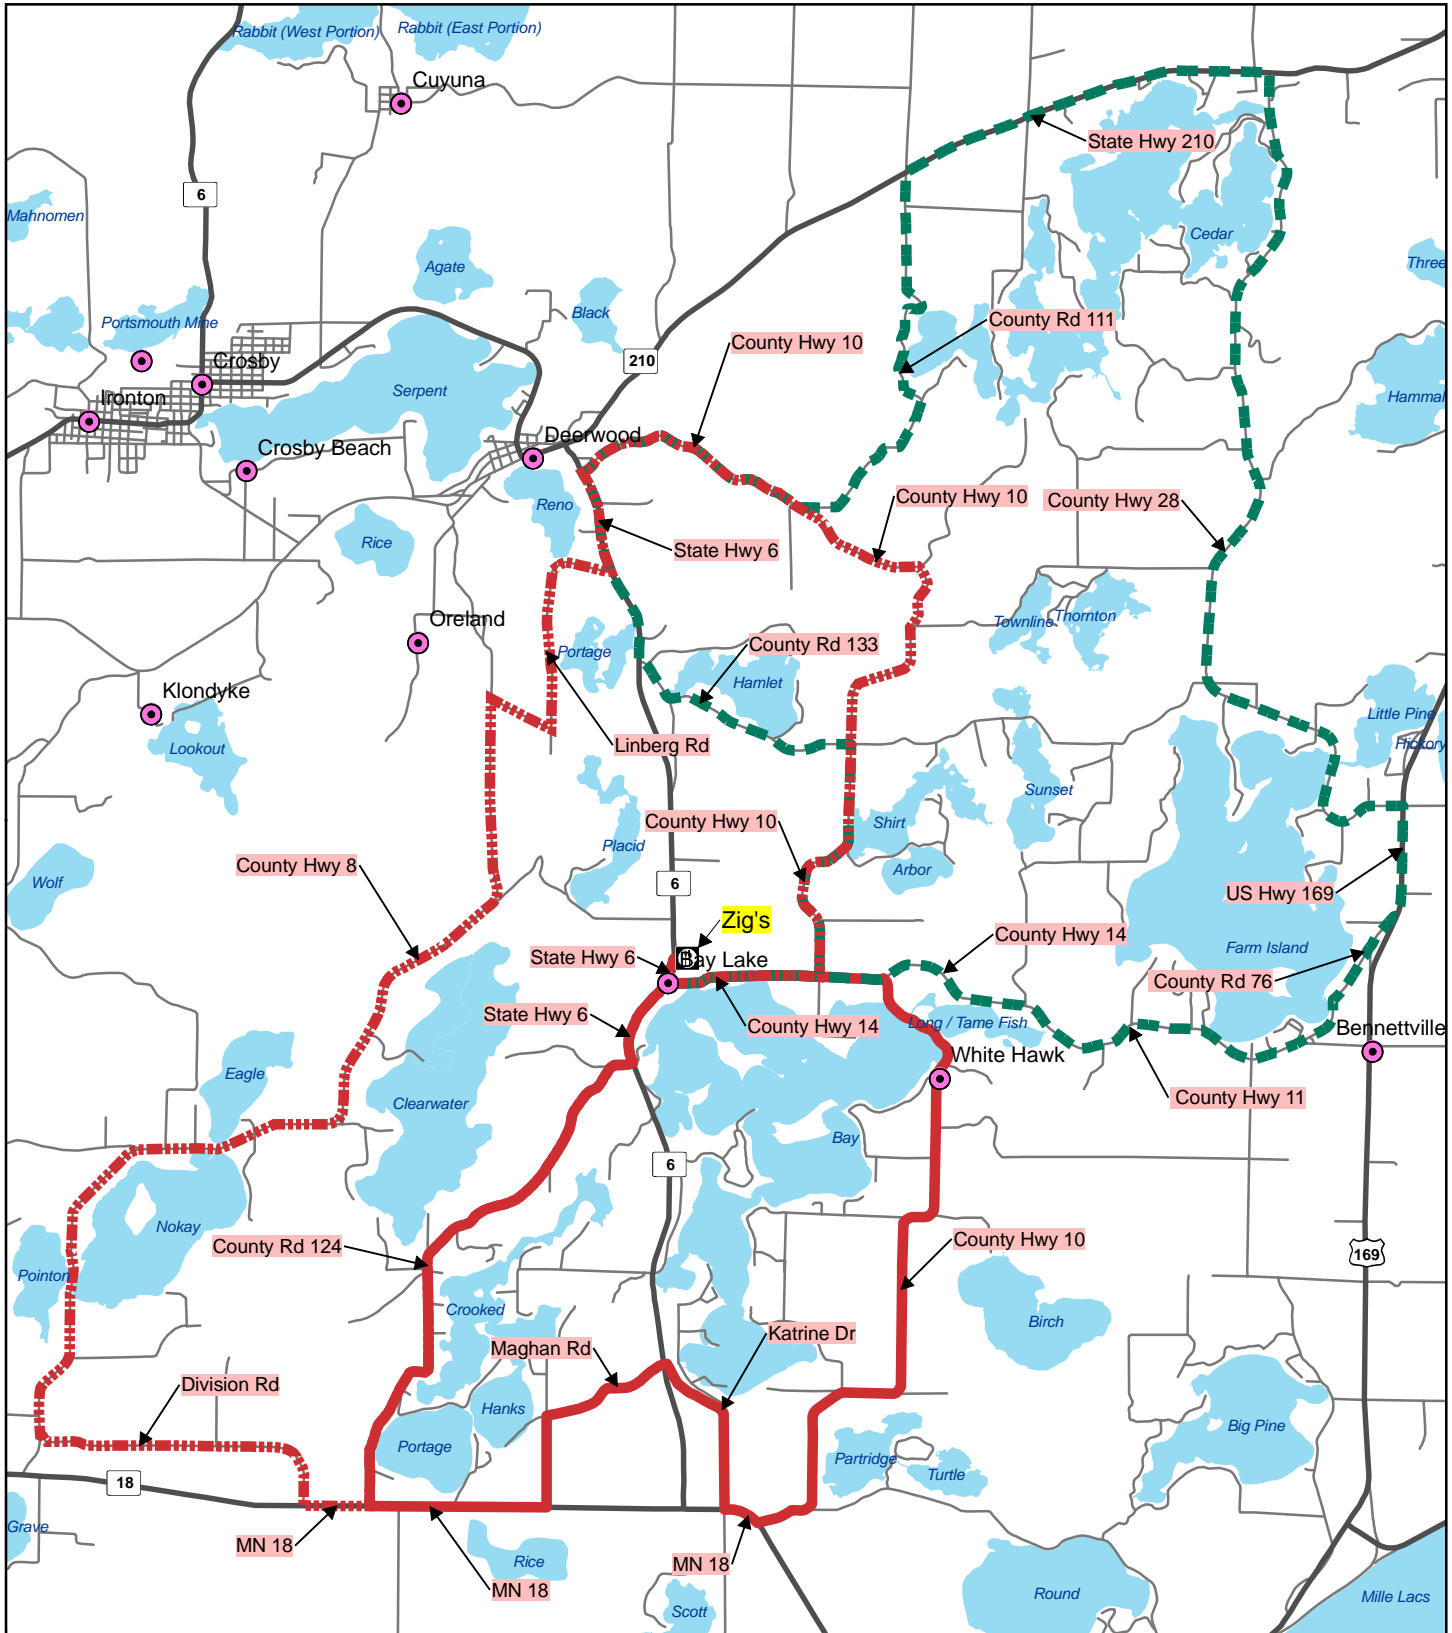 Rabbit (West Portion)
Rabbit (East Portion)
Cuyuna
State Hwy 210
6
Mahnomen
Cedar
Agate
Three
Black
Portsmouth Mine
County Rd 111
County Hwy 10
210
Crosby
Serpent
Hammal
Ironton
Deerwood
Crosby Beach
County Hwy 10
County Hwy 28
Reno
Rice
State Hwy 6
Oreland
Townline
Thornton
County Rd 133
Portage
Hamlet
Klondyke
Little Pine
Lookout
Linberg Rd
Hickory
Sunset
County Hwy 10
Shirt
Placid
County Hwy 8
Arbor
Wolf
6
US Hwy 169
Zig's
County Hwy 14
Farm Island
State Hwy 6
Bay Lake
County Rd 76
State Hwy 6
County Hwy 14
Long / Tame Fish
Bennettville
White Hawk
Eagle
Clearwater
County Hwy 11
Bay
6
Nokay
County Rd 124
County Hwy 10
169
Pointon
Crooked
Birch
Katrine Dr
Maghan Rd
Division Rd
Hanks
Big Pine
Portage
Partridge
Turtle
18
Grave
MN 18
Rice
MN 18
MN 18
Round
Mille Lacs
Scott